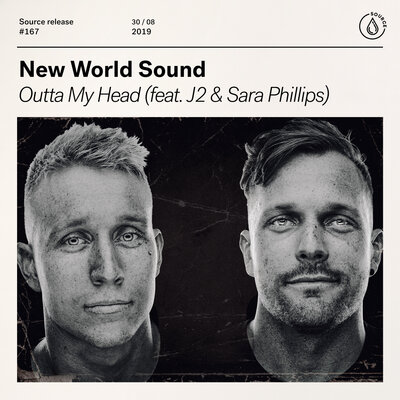 Source release
#167
30 / 08
2019
SOURCE
New World Sound
Outta My Head (feat. J2 & Sara Phillips)